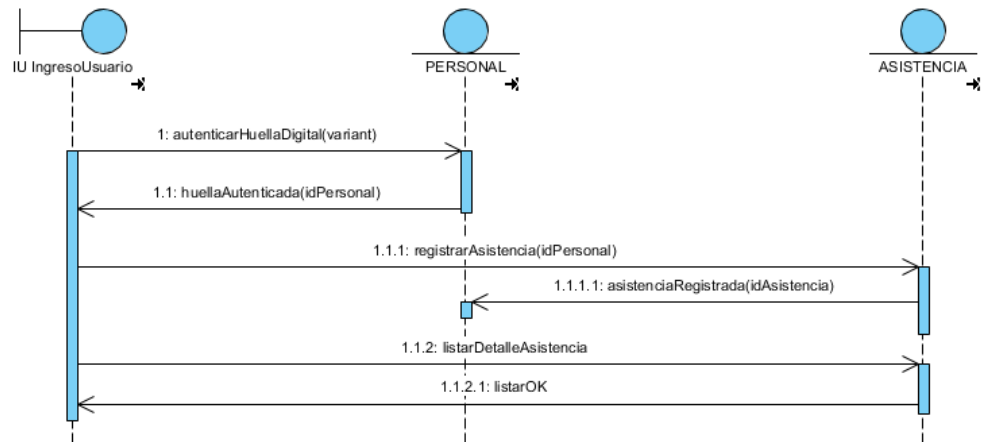 IU IngresoUsuario
PERSONAL
ASISTENCIA
1: autenticarHuellaDigital(variant)
1.1: huellaAutenticada(idPersonal)
1.1.1: registrarAsistencia(idPersonal)
1.1.1.1: asistenciaRegistrada(idAsistencia)
1.1.2: listarDetalleAsistencia
1.1.2.1: listarOK